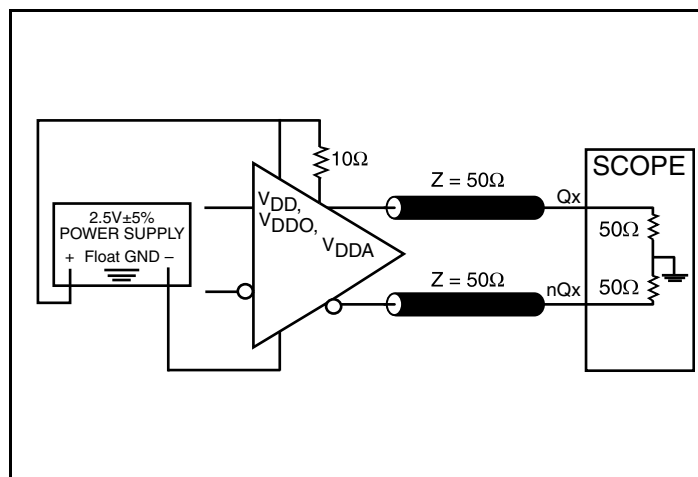 10Ω
SCOPE
Z = 50Ω
Qx
2.5V±5%
POWER SUPPLY
+ Float GND –
VDD,
VDDO,
VDDA
50Ω
Z = 50Ω
nQx
50Ω